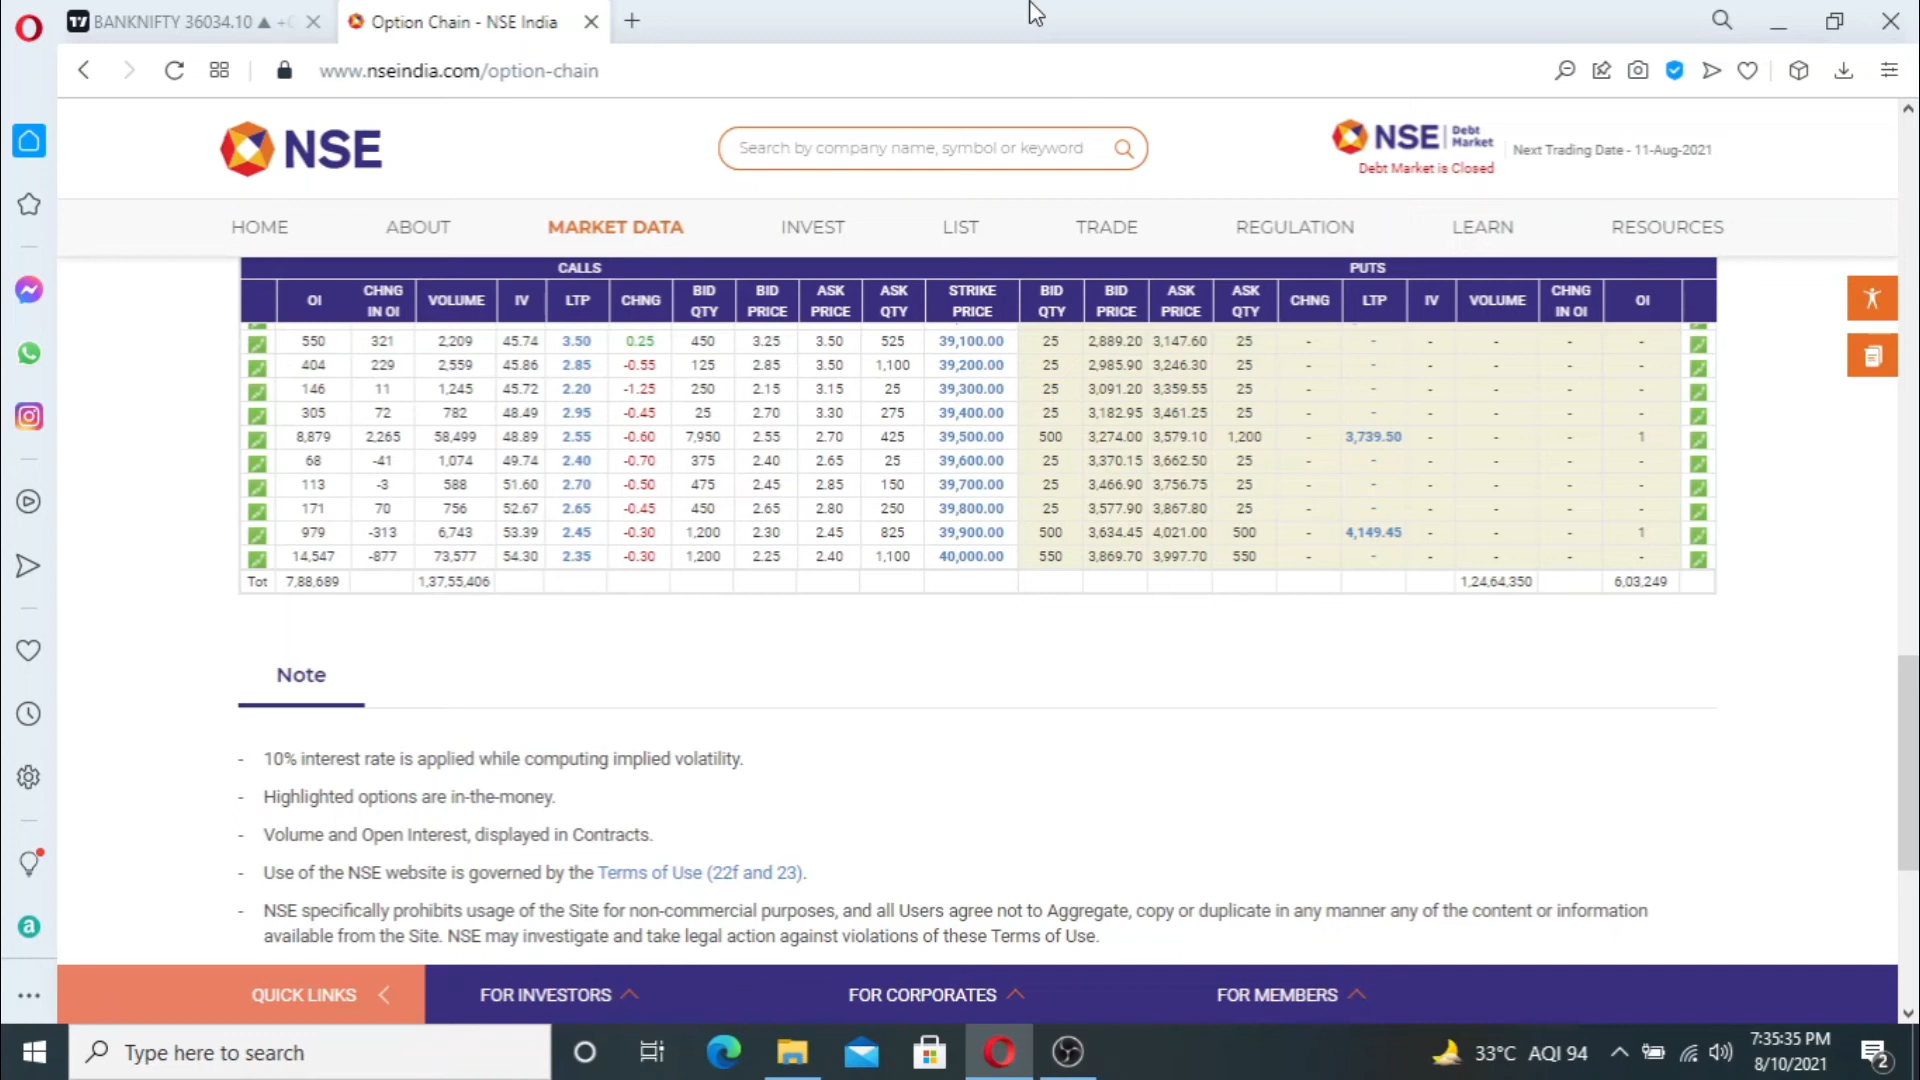 BANKNIFTY 36034.10 ▲ +
Option Chain - NSE India
www.nseindia.com/option-chain
NSE
Search by company name, symbol or keyword
NSE Debt Market
Debt Market is Closed
Next Trading Date - 11-Aug-2021
HOME ABOUT MARKET DATA INVEST LIST TRADE REGULATION LEARN RESOURCES
CALLS PUTS
OI CHNG IN OI VOLUME IV LTP CHNG BID QTY BID PRICE ASK PRICE ASK QTY STRIKE PRICE BID QTY BID PRICE ASK PRICE ASK QTY CHNG LTP IV VOLUME CHNG IN OI OI
550 321 2,209 45.74 3.50 0.25 450 3.25 3.50 525 39,100.00 25 2,889.20 3,147.60 25 - - - - - -
404 229 2,559 45.86 2.85 -0.55 125 2.85 3.50 1,100 39,200.00 25 2,985.90 3,246.30 25 - - - - - -
146 11 1,245 45.72 2.20 -1.25 250 2.15 3.15 25 39,300.00 25 3,091.20 3,359.55 25 - - - - - -
305 72 782 48.49 2.95 -0.45 25 2.70 3.30 275 39,400.00 25 3,182.95 3,461.25 25 - - - - - -
8,879 2,265 58,499 48.89 2.55 -0.60 7,950 2.55 2.70 425 39,500.00 500 3,274.00 3,579.10 1,200 - 3,739.50 - - - 1
68 -41 1,074 49.74 2.40 -0.70 375 2.40 2.65 25 39,600.00 25 3,370.15 3,662.50 25 - - - - - -
113 -3 588 51.60 2.70 -0.50 475 2.45 2.85 150 39,700.00 25 3,466.90 3,756.75 25 - - - - - -
171 70 756 52.67 2.65 -0.45 450 2.65 2.80 250 39,800.00 25 3,577.90 3,867.80 25 - - - - - -
979 -313 6,743 53.39 2.45 -0.30 1,200 2.30 2.45 825 39,900.00 500 3,634.45 4,021.00 500 - 4,149.45 - - - 1
14,547 -877 73,577 54.30 2.35 -0.30 1,200 2.25 2.40 1,100 40,000.00 550 3,869.70 3,997.70 550 - - - - - -
Tot 7,88,689 1,37,55,406 1,24,64,350 6,03,249
Note
- 10% interest rate is applied while computing implied volatility.
- Highlighted options are in-the-money.
- Volume and Open Interest, displayed in Contracts.
- Use of the NSE website is governed by the Terms of Use (22f and 23).
- NSE specifically prohibits usage of the Site for non-commercial purposes, and all Users agree not to Aggregate, copy or duplicate in any manner any of the content or information
available from the Site. NSE may investigate and take legal action against violations of these Terms of Use.
QUICK LINKS FOR INVESTORS FOR CORPORATES FOR MEMBERS
Type here to search
33°C AQI 94
7:35:35 PM
8/10/2021
2